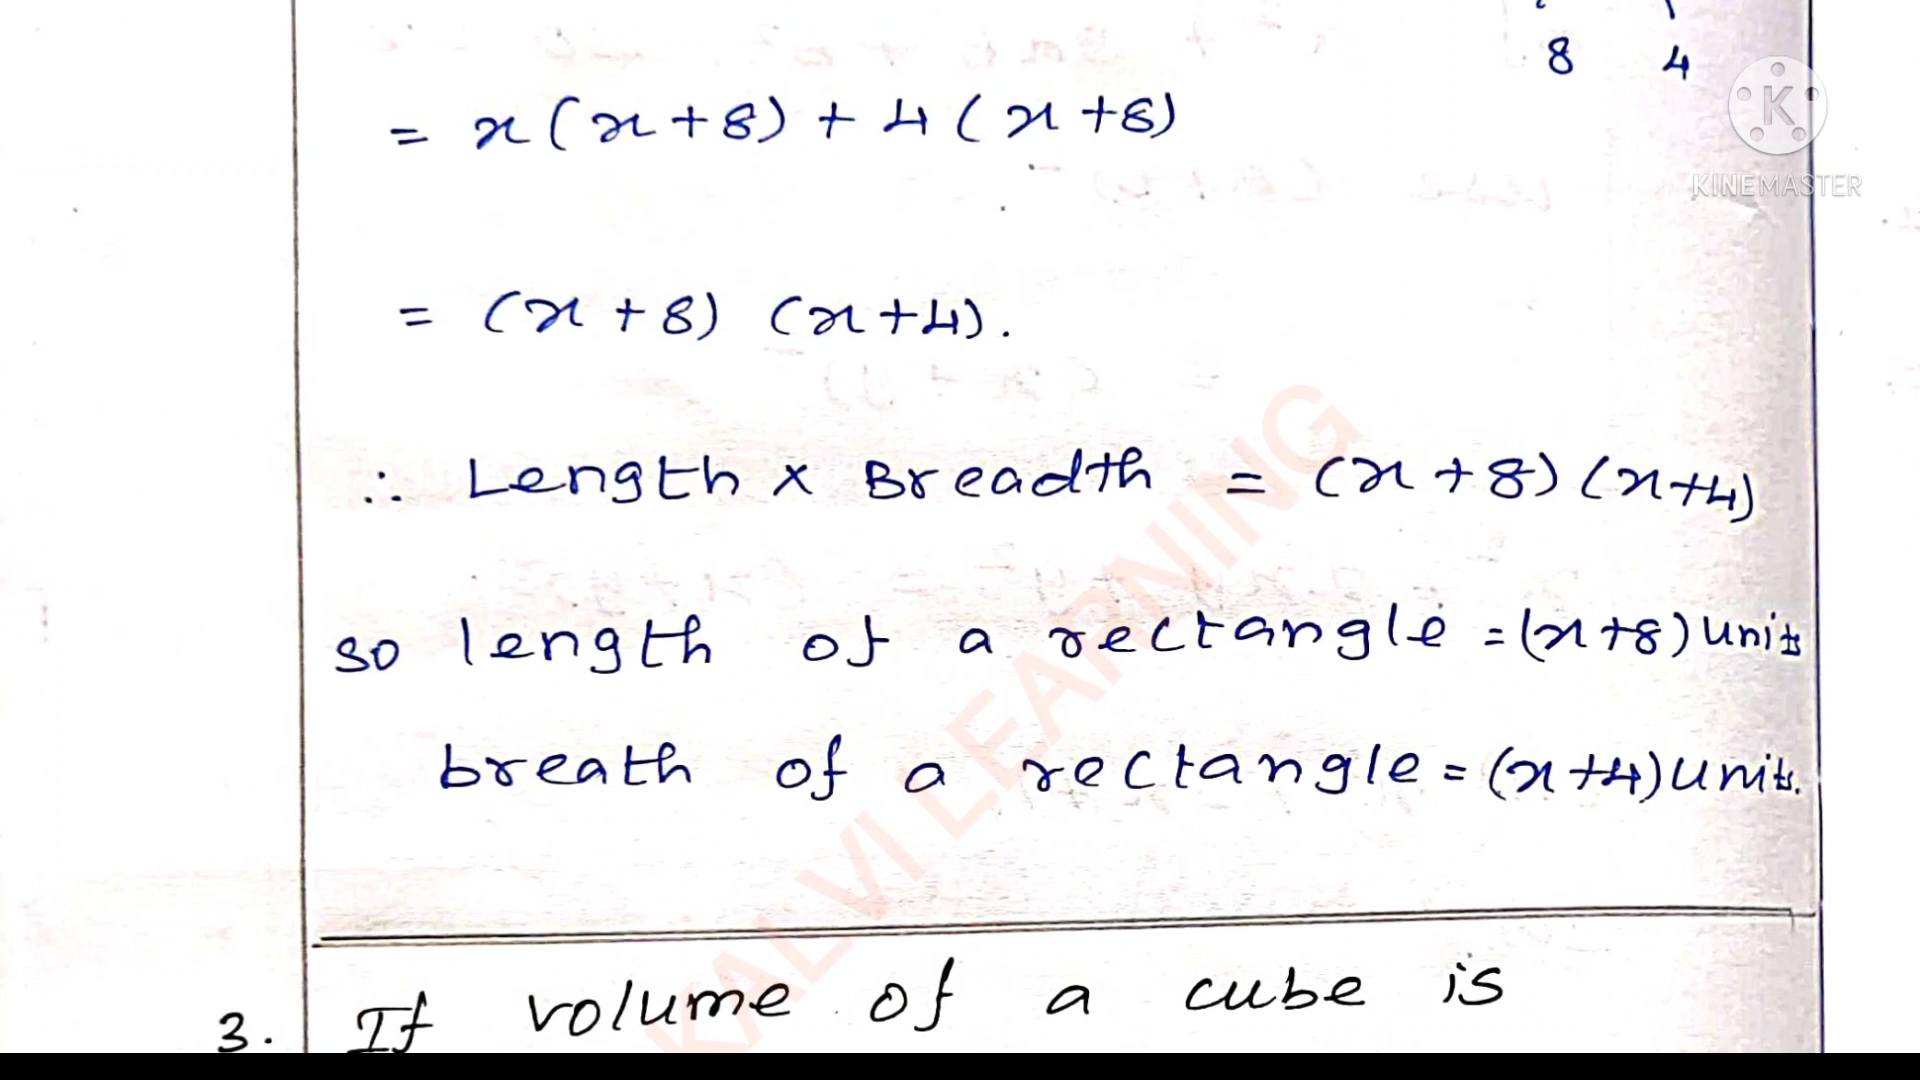 8 4
= x(x+8) + 4(x+8)
KINEMASTER
= (x+8) (x+4).
∴ Length × Breadth = (x+8)(x+4)
so length of a rectangle = (x+8) units
breath of a rectangle = (x+4) units.
KALVI LEARNING
3. If volume of a cube is